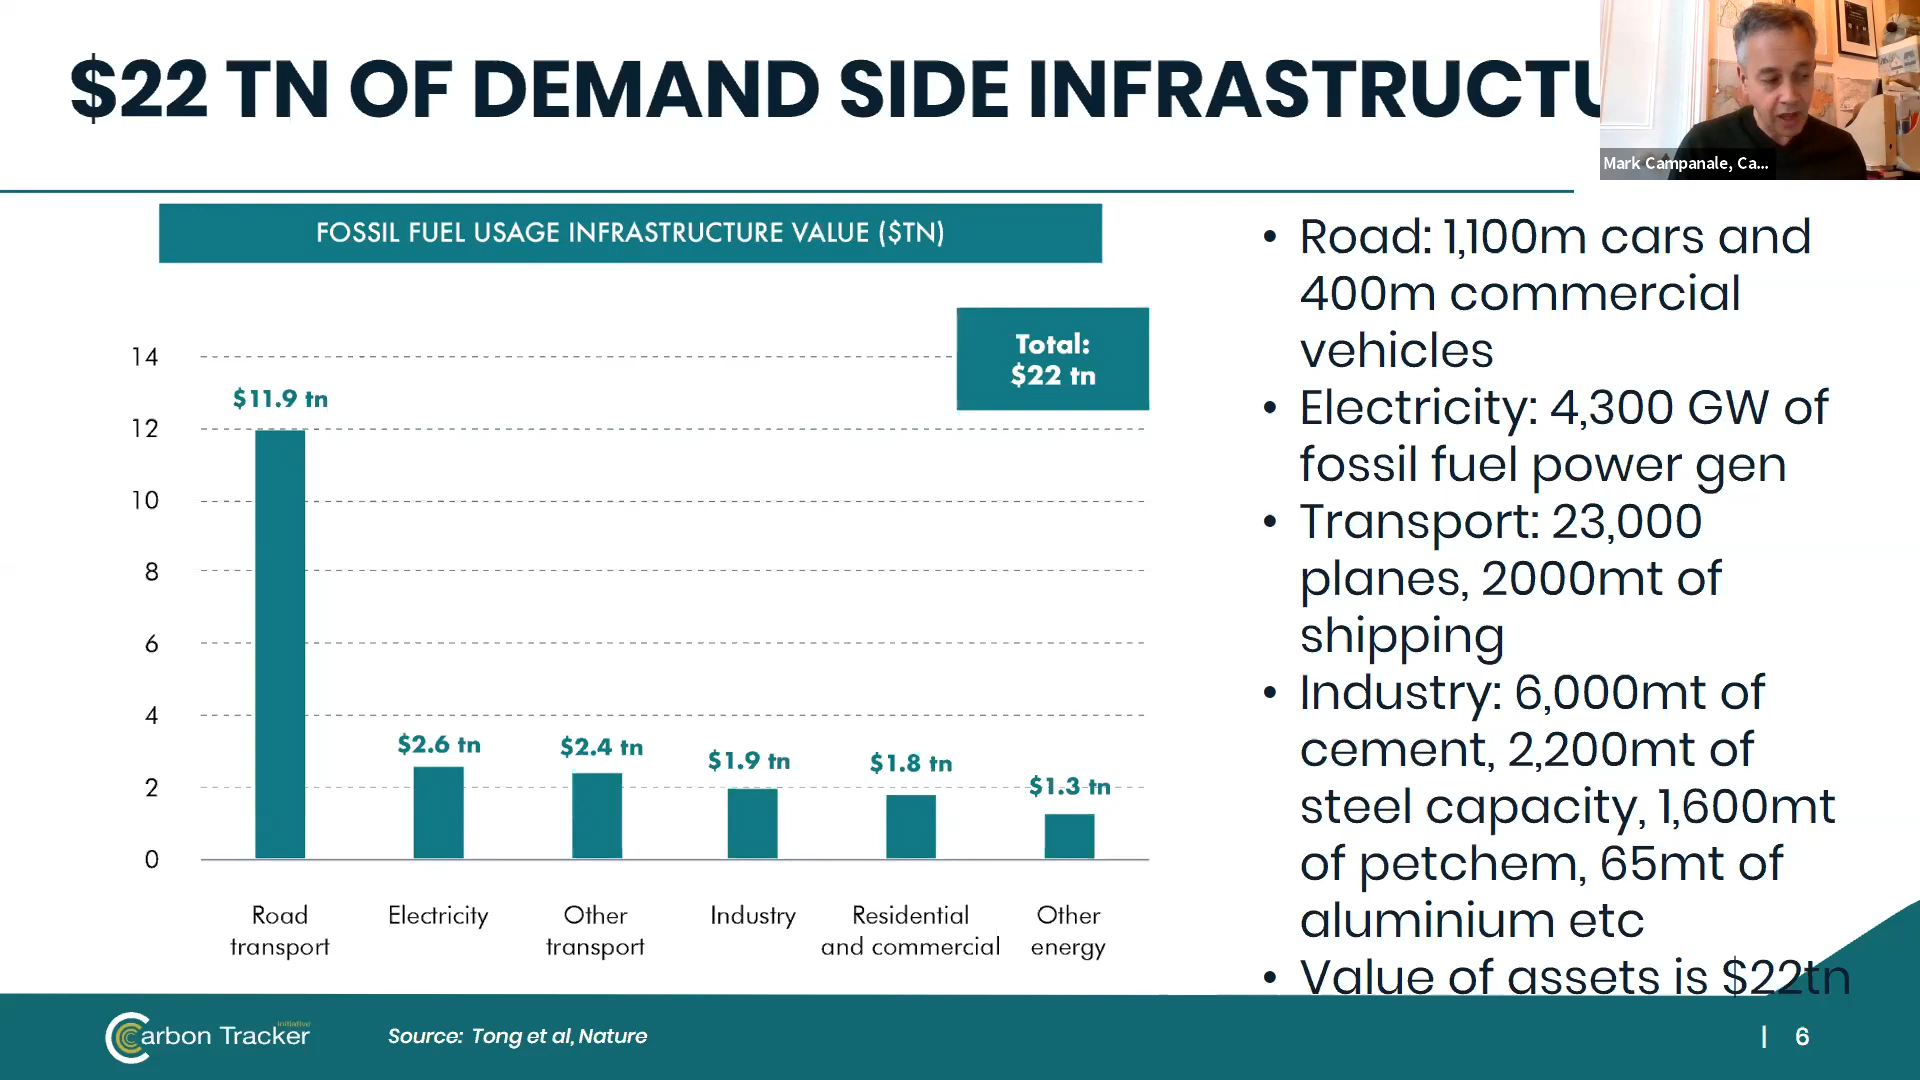 $22 TN OF DEMAND SIDE INFRASTRUCTU
Mark Campanale, Ca...
FOSSIL FUEL USAGE INFRASTRUCTURE VALUE ($TN)
Total:
$22 tn
14
12
10
8
6
4
2
0
$11.9 tn
$2.6 tn
$2.4 tn
$1.9 tn
$1.8 tn
$1.3 tn
Road
transport
Electricity
Other
transport
Industry
Residential
and commercial
Other
energy
• Road: 1,100m cars and
400m commercial
vehicles
• Electricity: 4,300 GW of
fossil fuel power gen
• Transport: 23,000
planes, 2000mt of
shipping
• Industry: 6,000mt of
cement, 2,200mt of
steel capacity, 1,600mt
of petchem, 65mt of
aluminium etc
• Value of assets is $22tn
Carbon Tracker
initiative
Source: Tong et al, Nature
| 6